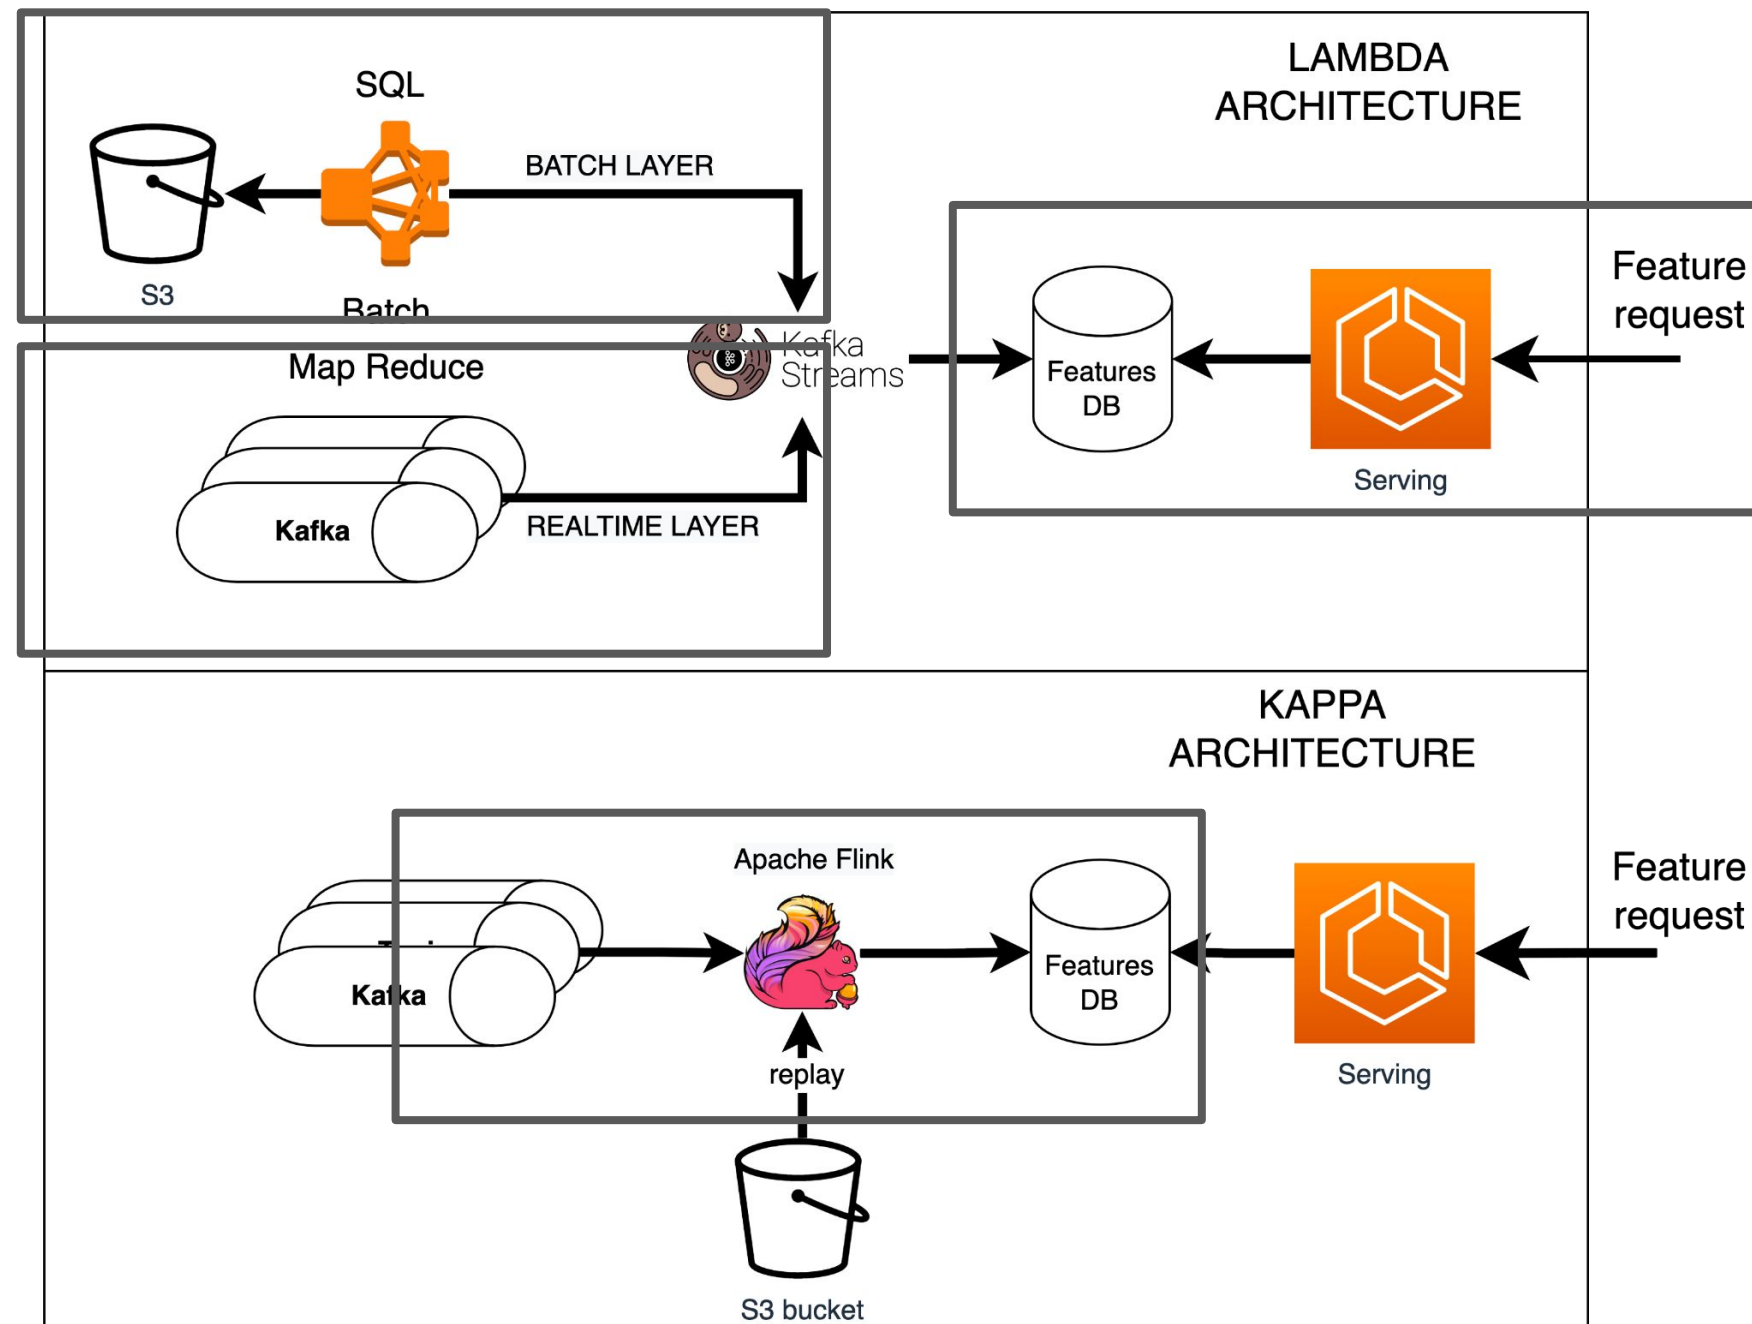 LAMBDA
ARCHITECTURE
SQL
BATCH LAYER
S3
Batch
Map Reduce
Kafka
Streams
Kafka
REALTIME LAYER
Features
DB
Serving
Feature
request
KAPPA
ARCHITECTURE
Apache Flink
Kafka
replay
S3 bucket
Features
DB
Serving
Feature
request